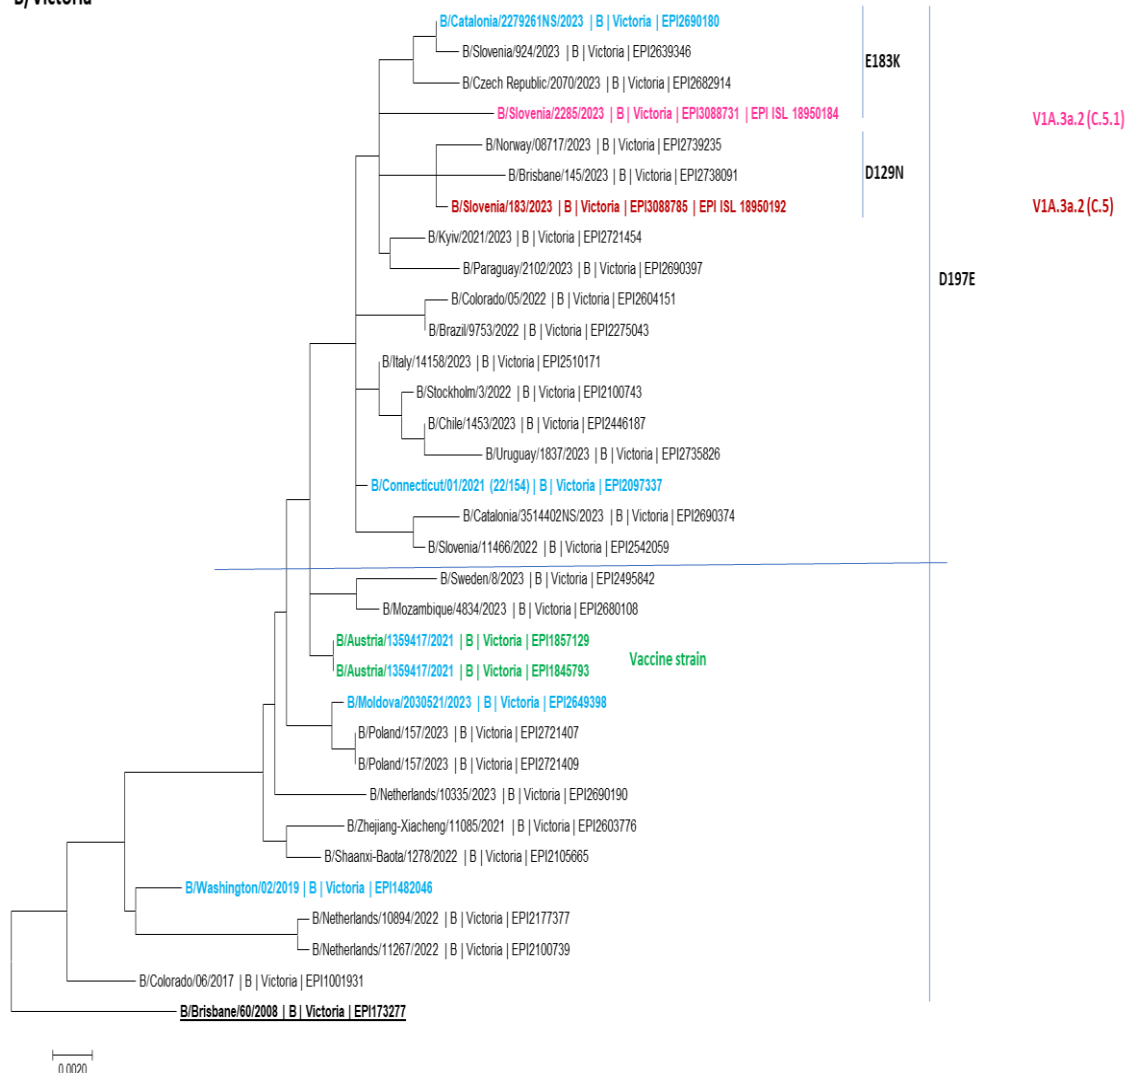 B/Victoria
B/Catalonia/2279261NS/2023 | B | Victoria | EPI2690180
B/Slovenia/924/2023 | B | Victoria | EPI2639346
E183K
B/Czech Republic/2070/2023 | B | Victoria | EPI2682914
B/Slovenia/2285/2023 | B | Victoria | EPI3088731 | EPI ISL 18950184
V1A.3a.2 (C.5.1)
B/Norway/08717/2023 | B | Victoria | EPI2739235
B/Brisbane/145/2023 | B | Victoria | EPI2738091
D129N
B/Slovenia/183/2023 | B | Victoria | EPI3088785 | EPI ISL 18950192
V1A.3a.2 (C.5)
B/Kyiv/2021/2023 | B | Victoria | EPI2721454
B/Paraguay/2102/2023 | B | Victoria | EPI2690397
D197E
B/Colorado/05/2022 | B | Victoria | EPI2604151
B/Brazil/9753/2022 | B | Victoria | EPI2275043
B/Italy/14158/2023 | B | Victoria | EPI2510171
B/Stockholm/3/2022 | B | Victoria | EPI2100743
B/Chile/1453/2023 | B | Victoria | EPI2446187
B/Uruguay/1837/2023 | B | Victoria | EPI2735826
B/Connecticut/01/2021 (22/154) | B | Victoria | EPI2097337
B/Catalonia/3514402NS/2023 | B | Victoria | EPI2690374
B/Slovenia/11466/2022 | B | Victoria | EPI2542059
B/Sweden/8/2023 | B | Victoria | EPI2495842
B/Mozambique/4834/2023 | B | Victoria | EPI2680108
B/Austria/1359417/2021 | B | Victoria | EPI1857129
Vaccine strain
B/Austria/1359417/2021 | B | Victoria | EPI1845793
B/Moldova/2030521/2023 | B | Victoria | EPI2649398
B/Poland/157/2023 | B | Victoria | EPI2721407
B/Poland/157/2023 | B | Victoria | EPI2721409
B/Netherlands/10335/2023 | B | Victoria | EPI2690190
B/Zhejiang-Xiacheng/11085/2021 | B | Victoria | EPI2603776
B/Shaanxi-Baota/1278/2022 | B | Victoria | EPI2105665
B/Washington/02/2019 | B | Victoria | EPI1482046
B/Netherlands/10894/2022 | B | Victoria | EPI2177377
B/Netherlands/11267/2022 | B | Victoria | EPI2100739
B/Colorado/06/2017 | B | Victoria | EPI1001931
B/Brisbane/60/2008 | B | Victoria | EPI173277
0.0020